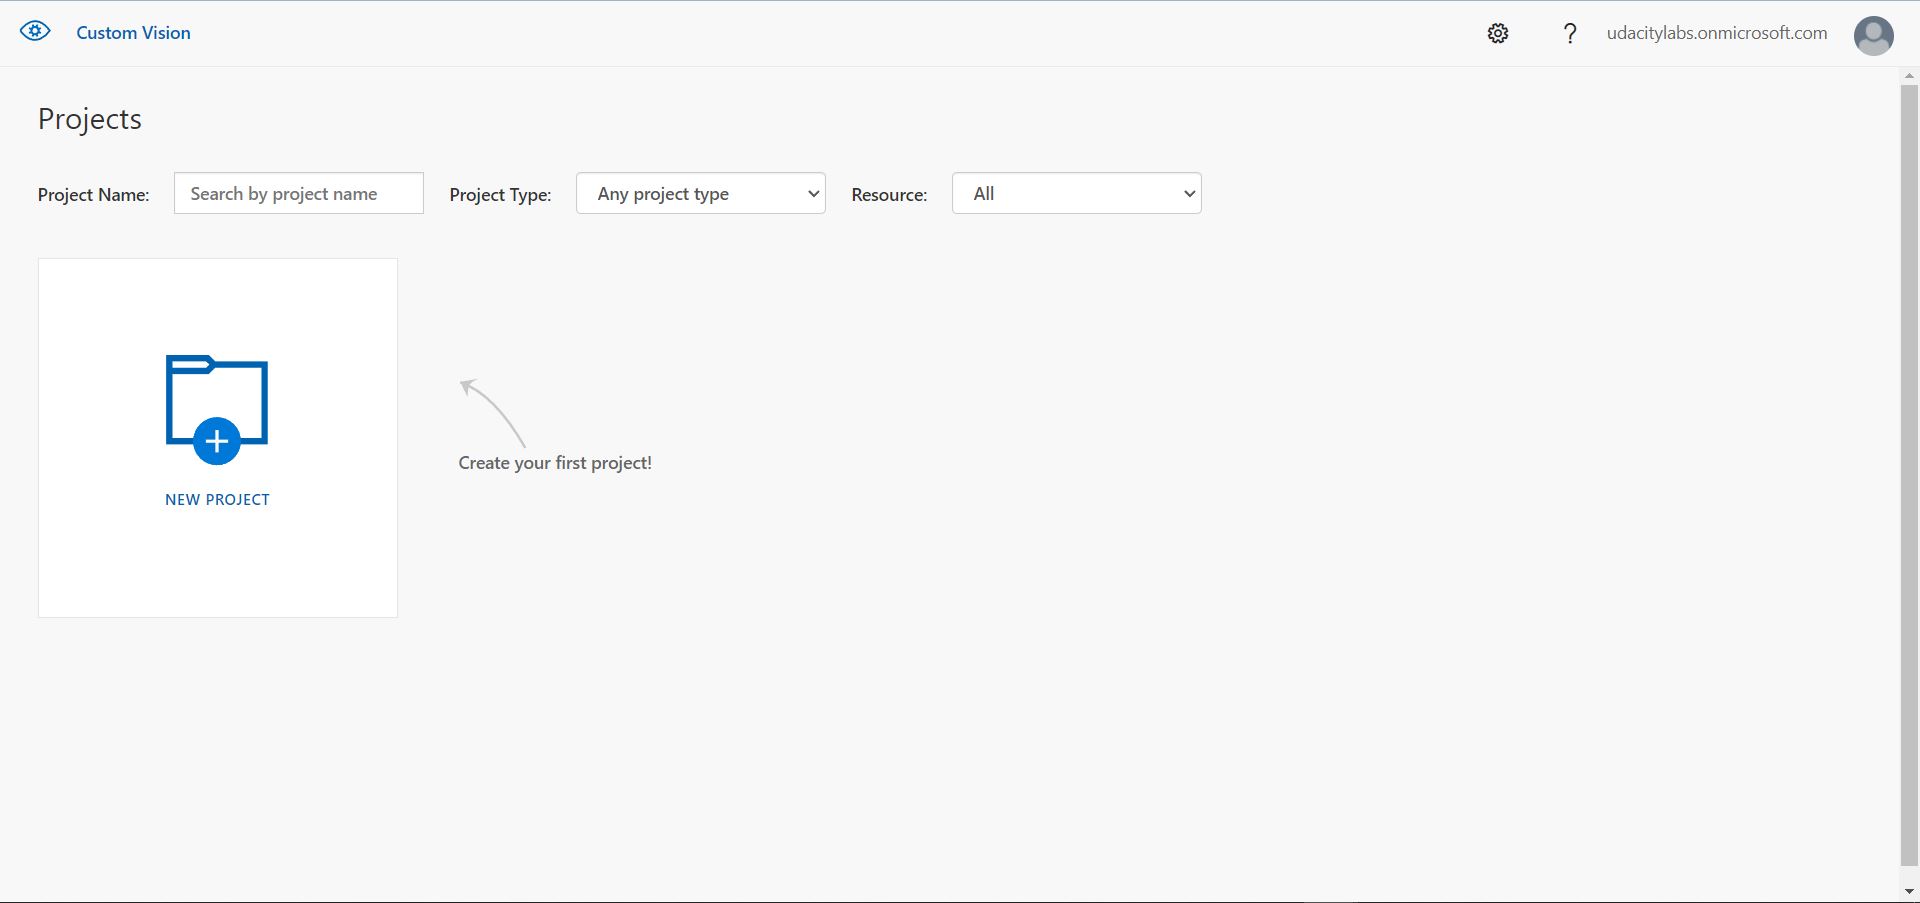 Custom Vision
? udacitylabs.onmicrosoft.com
Projects
Project Name: Search by project name Project Type: Any project type Resource: All
Create your first project!
NEW PROJECT